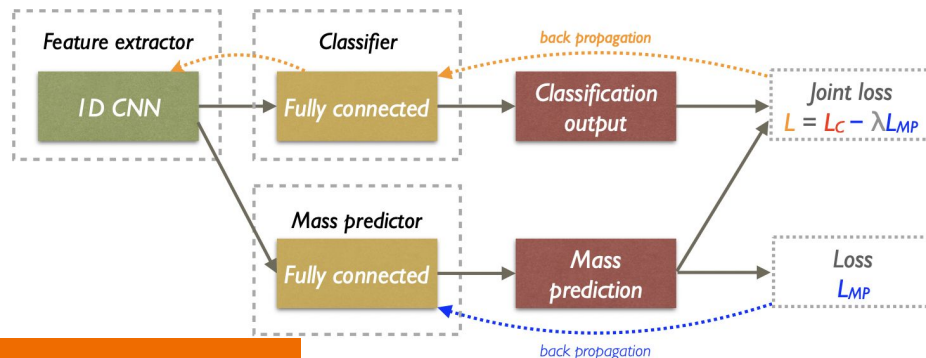 Feature extractor
Classifier
back propagation
1D CNN
Fully connected
Classification
output
Joint loss
L = LC − λLMP
Mass predictor
Fully connected
Mass
prediction
Loss
LMP
back propagation